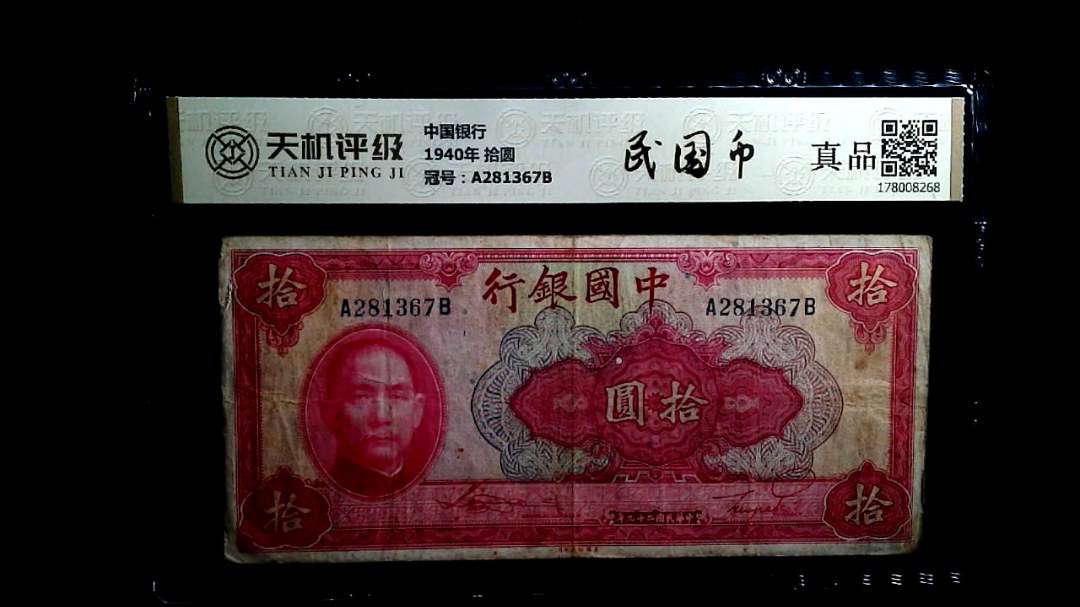 天机评级
TIAN JI PING JI
中国银行
1940年 拾圆
冠号：A281367B
民国币
真品
178008268
拾
行銀國中
拾
A281367B
A281367B
圓拾
拾
拾